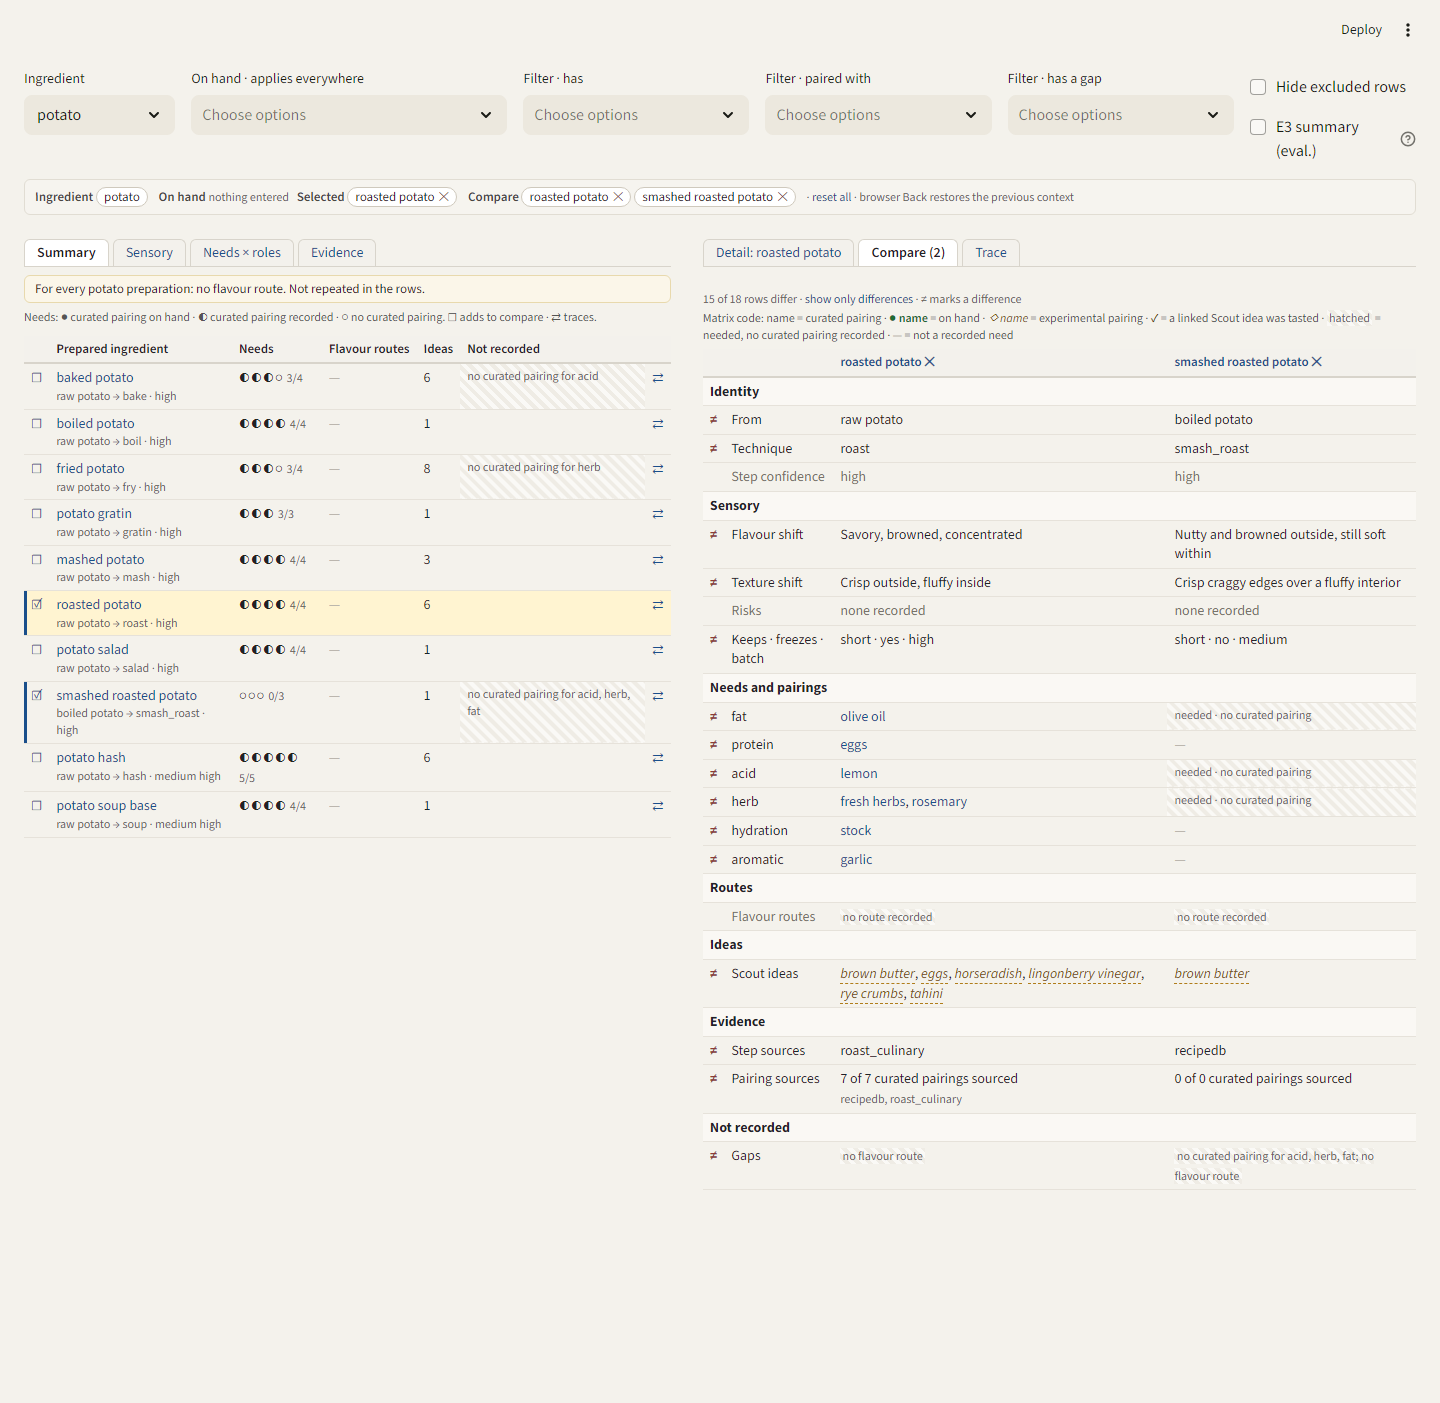 Deploy
Ingredient
On hand · applies everywhere
Filter · has
Filter · paired with
Filter · has a gap
potato
Choose options
Choose options
Choose options
Choose options
Hide excluded rows
E3 summary
(eval.)
Ingredient potato On hand nothing entered Selected roasted potato Compare roasted potato smashed roasted potato · reset all · browser Back restores the previous context
Summary Sensory Needs × roles Evidence
For every potato preparation: no flavour route. Not repeated in the rows.
Needs: ● curated pairing on hand · ◐ curated pairing recorded · ○ no curated pairing. ☐ adds to compare · ⇄ traces.
Prepared ingredient Needs Flavour routes Ideas Not recorded
☐ baked potato ◐◐◐○ 3/4 — 6 no curated pairing for acid ⇄
raw potato → bake · high
☐ boiled potato ◐◐◐◐ 4/4 — 1 ⇄
raw potato → boil · high
☐ fried potato ◐◐◐○ 3/4 — 8 no curated pairing for herb ⇄
raw potato → fry · high
☐ potato gratin ◐◐◐ 3/3 — 1 ⇄
raw potato → gratin · high
☐ mashed potato ◐◐◐◐ 4/4 — 3 ⇄
raw potato → mash · high
☑ roasted potato ◐◐◐◐ 4/4 — 6 ⇄
raw potato → roast · high
☐ potato salad ◐◐◐◐ 4/4 — 1 ⇄
raw potato → salad · high
☑ smashed roasted potato ○○○ 0/3 — 1 no curated pairing for acid, herb, ⇄
boiled potato → smash_roast · fat
high
☐ potato hash ◐◐◐◐◐ — 6 ⇄
raw potato → hash · medium high 5/5
☐ potato soup base ◐◐◐◐ 4/4 — 1 ⇄
raw potato → soup · medium high
Detail: roasted potato Compare (2) Trace
15 of 18 rows differ · show only differences · ≠ marks a difference
Matrix code: name = curated pairing · ● name = on hand · ◇name = experimental pairing · ✓ = a linked Scout idea was tasted · hatched =
needed, no curated pairing recorded · — = not a recorded need
roasted potato ✕ smashed roasted potato ✕
Identity
≠ From raw potato boiled potato
≠ Technique roast smash_roast
Step confidence high high
Sensory
≠ Flavour shift Savory, browned, concentrated Nutty and browned outside, still soft
within
≠ Texture shift Crisp outside, fluffy inside Crisp craggy edges over a fluffy interior
Risks none recorded none recorded
≠ Keeps · freezes · short · yes · high short · no · medium
batch
Needs and pairings
≠ fat olive oil needed · no curated pairing
≠ protein eggs —
≠ acid lemon needed · no curated pairing
≠ herb fresh herbs, rosemary needed · no curated pairing
≠ hydration stock —
≠ aromatic garlic —
Routes
Flavour routes no route recorded no route recorded
Ideas
≠ Scout ideas brown butter, eggs, horseradish, lingonberry vinegar, brown butter
rye crumbs, tahini
Evidence
≠ Step sources roast_culinary recipedb
≠ Pairing sources 7 of 7 curated pairings sourced 0 of 0 curated pairings sourced
recipedb, roast_culinary
Not recorded
≠ Gaps no flavour route no curated pairing for acid, herb, fat; no
flavour route